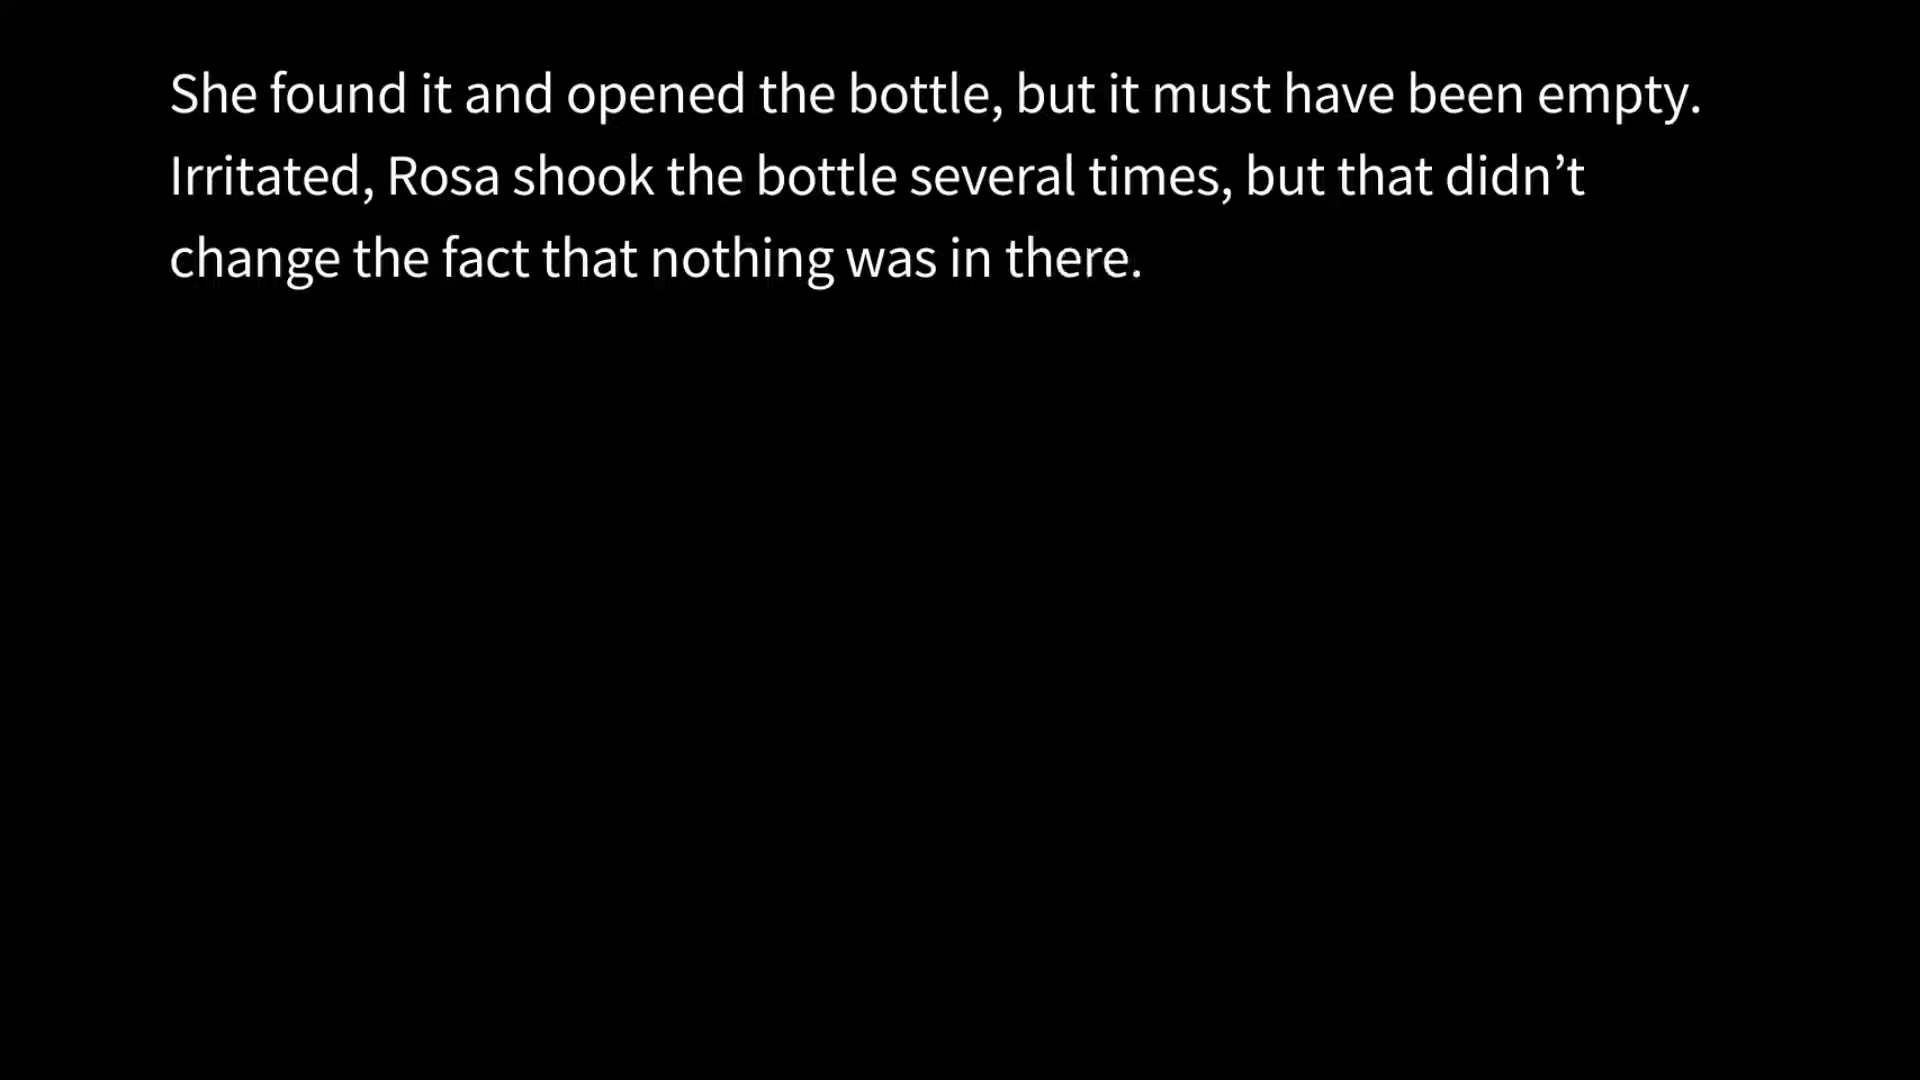 She found it and opened the bottle, but it must have been empty.
Irritated, Rosa shook the bottle several times, but that didn’t
change the fact that nothing was in there.